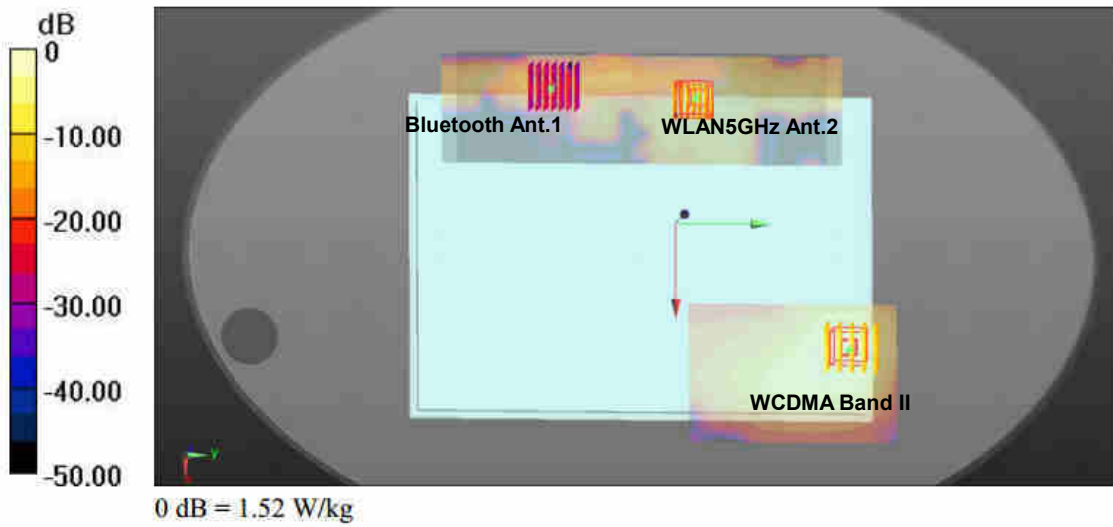 dB
0
-10.00
-20.00
-30.00
-40.00
-50.00
Bluetooth Ant.1
WLAN5GHz Ant.2
WCDMA Band II
y
0 dB = 1.52 W/kg